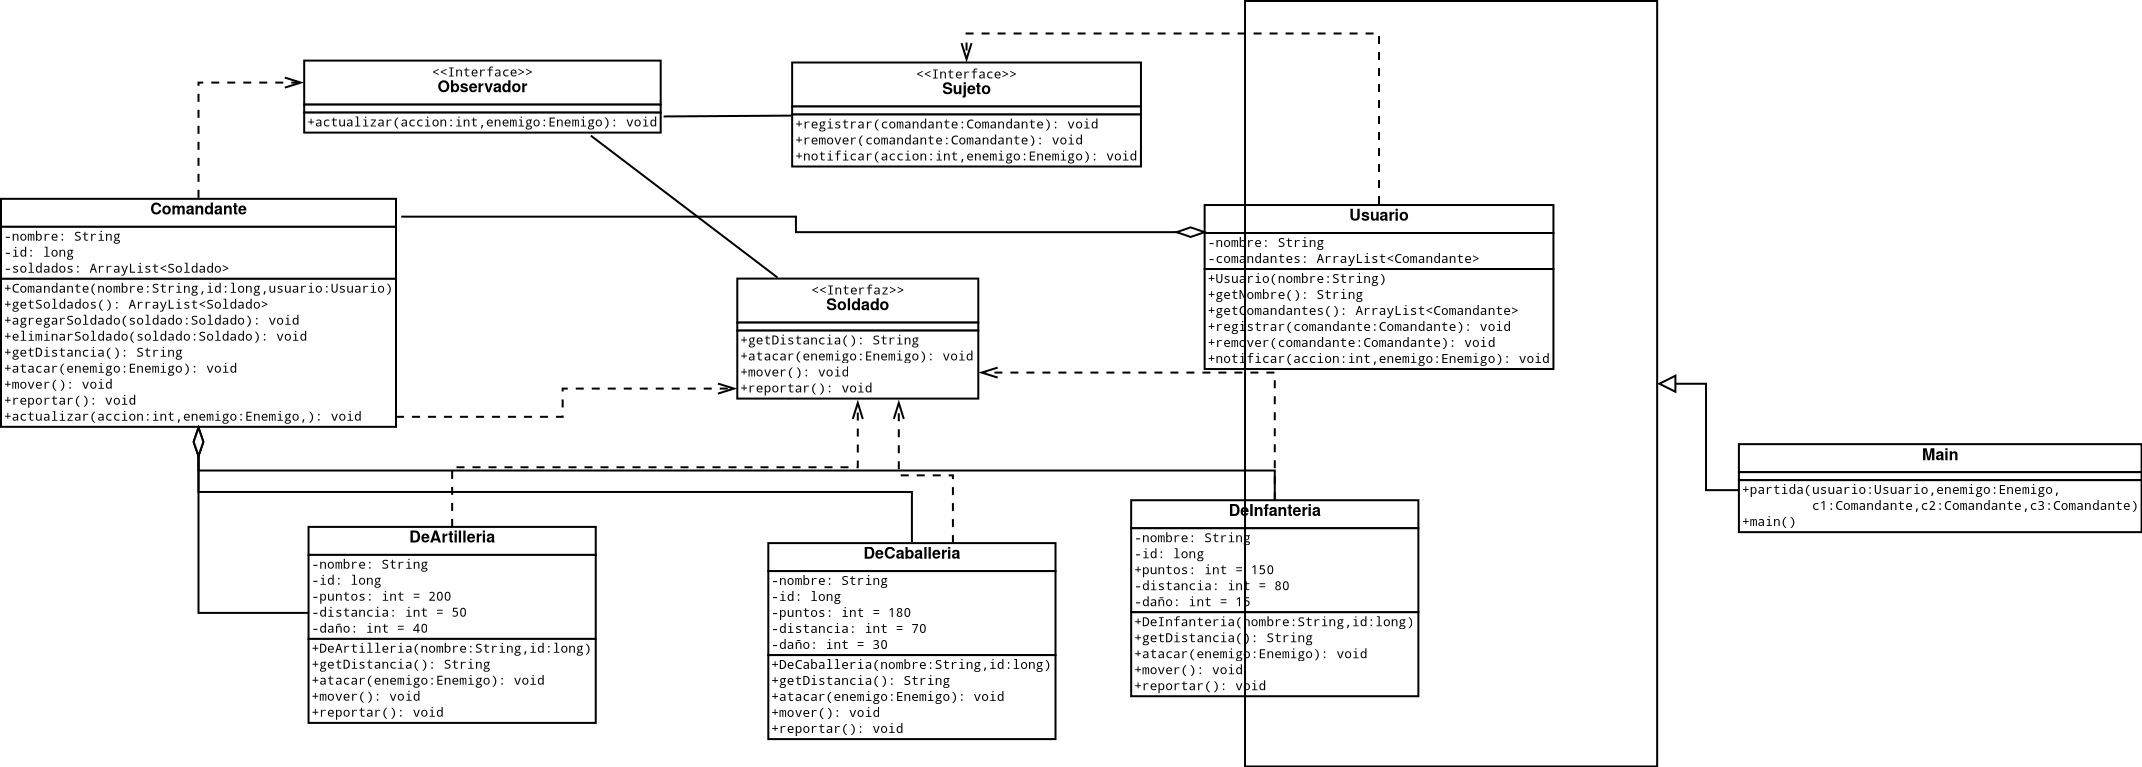 <<Interface>>
Observador
+actualizar(accion:int,enemigo:Enemigo): void
<<Interface>>
Sujeto
+registrar(comandante:Comandante): void
+remover(comandante:Comandante): void
+notificar(accion:int,enemigo:Enemigo): void
Comandante
-nombre: String
-id: long
-soldados: ArrayList<Soldado>
+Comandante(nombre:String,id:long,usuario:Usuario)
+getSoldados(): ArrayList<Soldado>
+agregarSoldado(soldado:Soldado): void
+eliminarSoldado(soldado:Soldado): void
+getDistancia(): String
+atacar(enemigo:Enemigo): void
+mover(): void
+reportar(): void
+actualizar(accion:int,enemigo:Enemigo,): void
<<Interfaz>>
Soldado
+getDistancia(): String
+atacar(enemigo:Enemigo): void
+mover(): void
+reportar(): void
Usuario
-nombre: String
-comandantes: ArrayList<Comandante>
+Usuario(nombre:String)
+getNombre(): String
+getComandantes(): ArrayList<Comandante>
+registrar(comandante:Comandante): void
+remover(comandante:Comandante): void
+notificar(accion:int,enemigo:Enemigo): void
Main
+partida(usuario:Usuario,enemigo:Enemigo,
c1:Comandante,c2:Comandante,c3:Comandante)
+main()
DeArtilleria
-nombre: String
-id: long
-puntos: int = 200
-distancia: int = 50
-daño: int = 40
+DeArtilleria(nombre:String,id:long)
+getDistancia(): String
+atacar(enemigo:Enemigo): void
+mover(): void
+reportar(): void
DeCaballeria
-nombre: String
-id: long
-puntos: int = 180
-distancia: int = 70
-daño: int = 30
+DeCaballeria(nombre:String,id:long)
+getDistancia(): String
+atacar(enemigo:Enemigo): void
+mover(): void
+reportar(): void
DeInfanteria
-nombre: String
-id: long
+puntos: int = 150
-distancia: int = 80
-daño: int = 15
+DeInfanteria(nombre:String,id:long)
+getDistancia(): String
+atacar(enemigo:Enemigo): void
+mover(): void
+reportar(): void